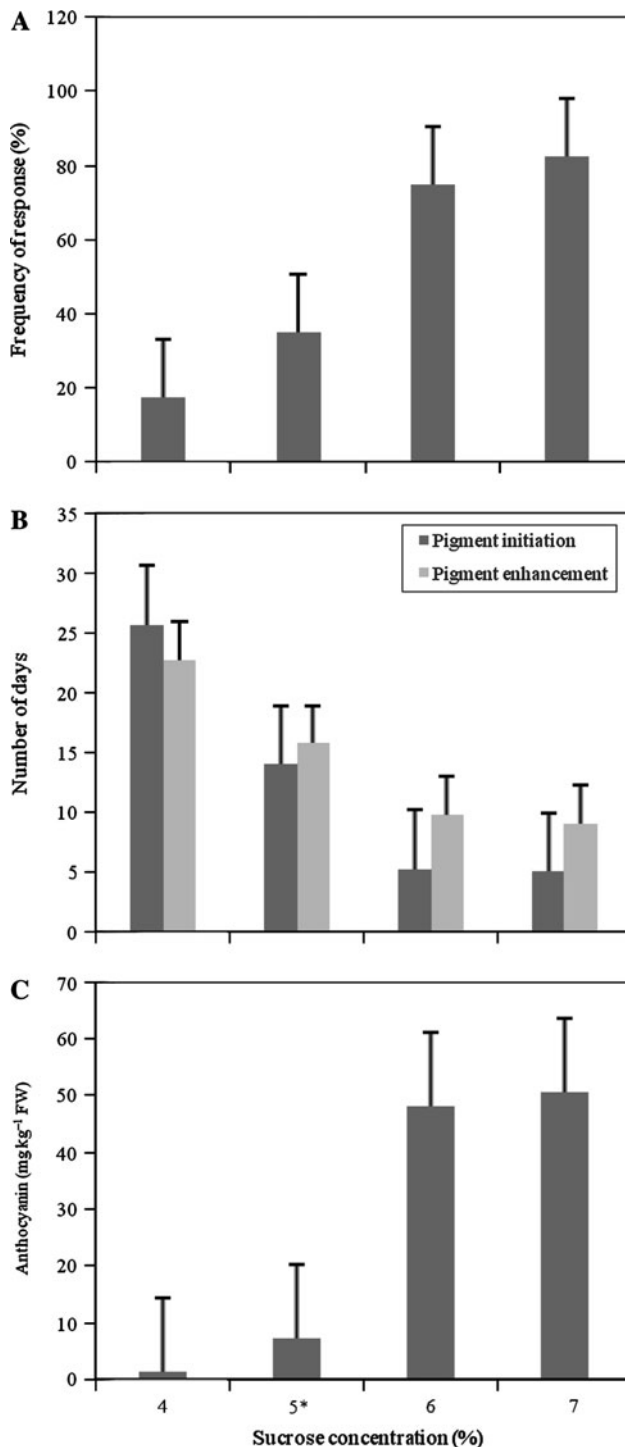 A
120
100
80
60
40
20
0
Frequency of response (%)
B
35
30
25
20
15
10
5
0
Number of days
Pigment initiation
Pigment enhancement
C
70
60
50
40
30
20
10
0
Anthocyanin (mg kg⁻¹ FW)
4 5* 6 7
Sucrose concentration (%)